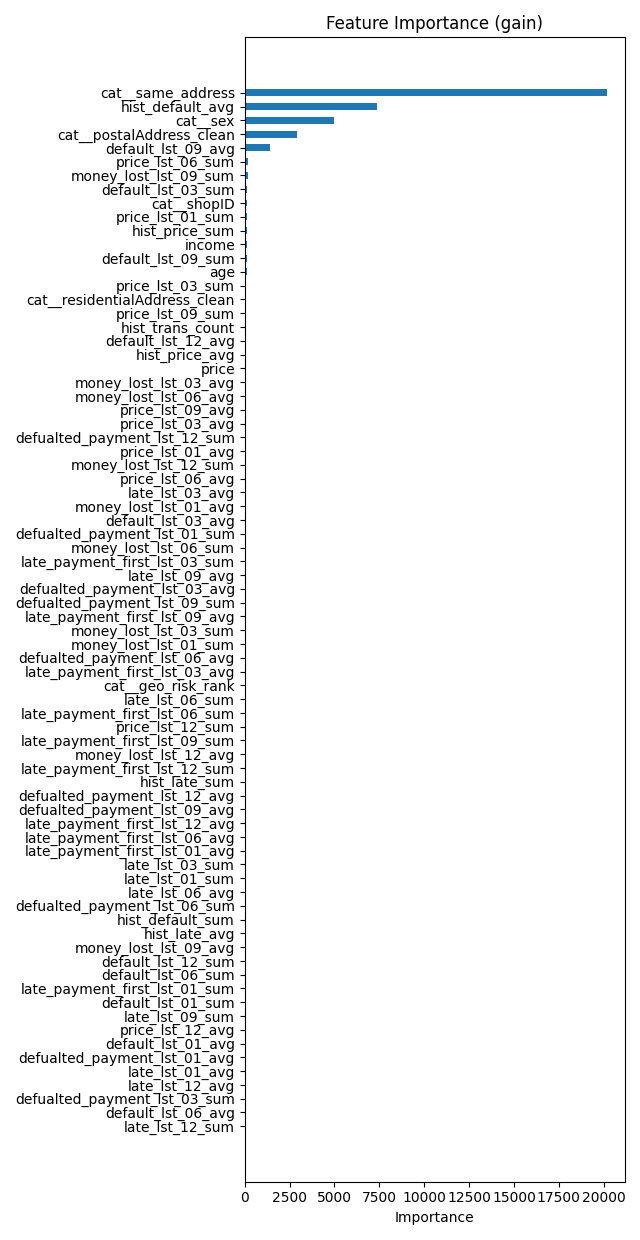 Feature Importance (gain)
cat__same_address
hist_default_avg
cat__sex
cat__postalAddress_clean
default_lst_09_avg
price_lst_06_sum
money_lost_lst_09_sum
default_lst_03_sum
cat__shopID
price_lst_01_sum
hist_price_sum
income
default_lst_09_sum
age
price_lst_03_sum
cat__residentialAddress_clean
price_lst_09_sum
hist_trans_count
default_lst_12_avg
hist_price_avg
price
money_lost_lst_03_avg
money_lost_lst_06_avg
price_lst_09_avg
price_lst_03_avg
defualted_payment_lst_12_sum
price_lst_01_avg
money_lost_lst_12_sum
price_lst_06_avg
late_lst_03_avg
money_lost_lst_01_avg
default_lst_03_avg
defualted_payment_lst_01_sum
money_lost_lst_06_sum
late_payment_first_lst_03_sum
late_lst_09_avg
defualted_payment_lst_03_avg
defualted_payment_lst_09_sum
late_payment_first_lst_09_avg
money_lost_lst_03_sum
money_lost_lst_01_sum
defualted_payment_lst_06_avg
late_payment_first_lst_03_avg
cat__geo_risk_rank
late_lst_06_sum
late_payment_first_lst_06_sum
price_lst_12_sum
late_payment_first_lst_09_sum
money_lost_lst_12_avg
late_payment_first_lst_12_sum
hist_late_sum
defualted_payment_lst_12_avg
defualted_payment_lst_09_avg
late_payment_first_lst_12_avg
late_payment_first_lst_06_avg
late_payment_first_lst_01_avg
late_lst_03_sum
late_lst_01_sum
late_lst_06_avg
defualted_payment_lst_06_sum
hist_default_sum
hist_late_avg
money_lost_lst_09_avg
default_lst_12_sum
default_lst_06_sum
late_payment_first_lst_01_sum
default_lst_01_sum
late_lst_09_sum
price_lst_12_avg
default_lst_01_avg
defualted_payment_lst_01_avg
late_lst_01_avg
late_lst_12_avg
defualted_payment_lst_03_sum
default_lst_06_avg
late_lst_12_sum
0 2500 5000 7500 10000 12500 15000 17500 20000
Importance